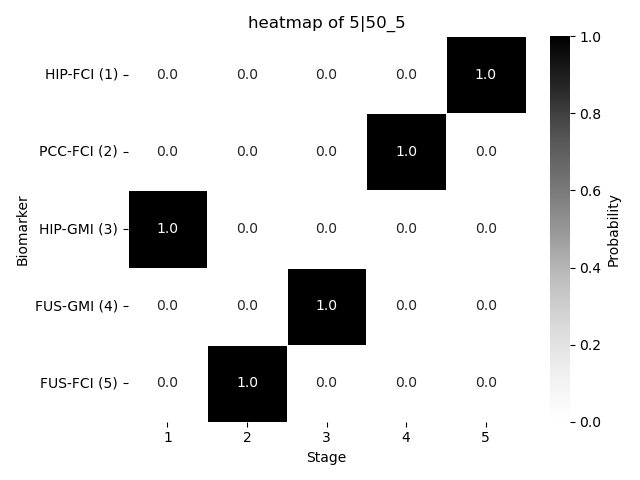 heatmap of 5|50_5
HIP-FCI (1) 0.0 0.0 0.0 0.0 1.0
PCC-FCI (2) 0.0 0.0 0.0 1.0 0.0
HIP-GMI (3) 1.0 0.0 0.0 0.0 0.0
FUS-GMI (4) 0.0 0.0 1.0 0.0 0.0
FUS-FCI (5) 0.0 1.0 0.0 0.0 0.0
1 2 3 4 5
Stage
Biomarker
1.0
0.8
0.6
0.4
0.2
0.0
Probability